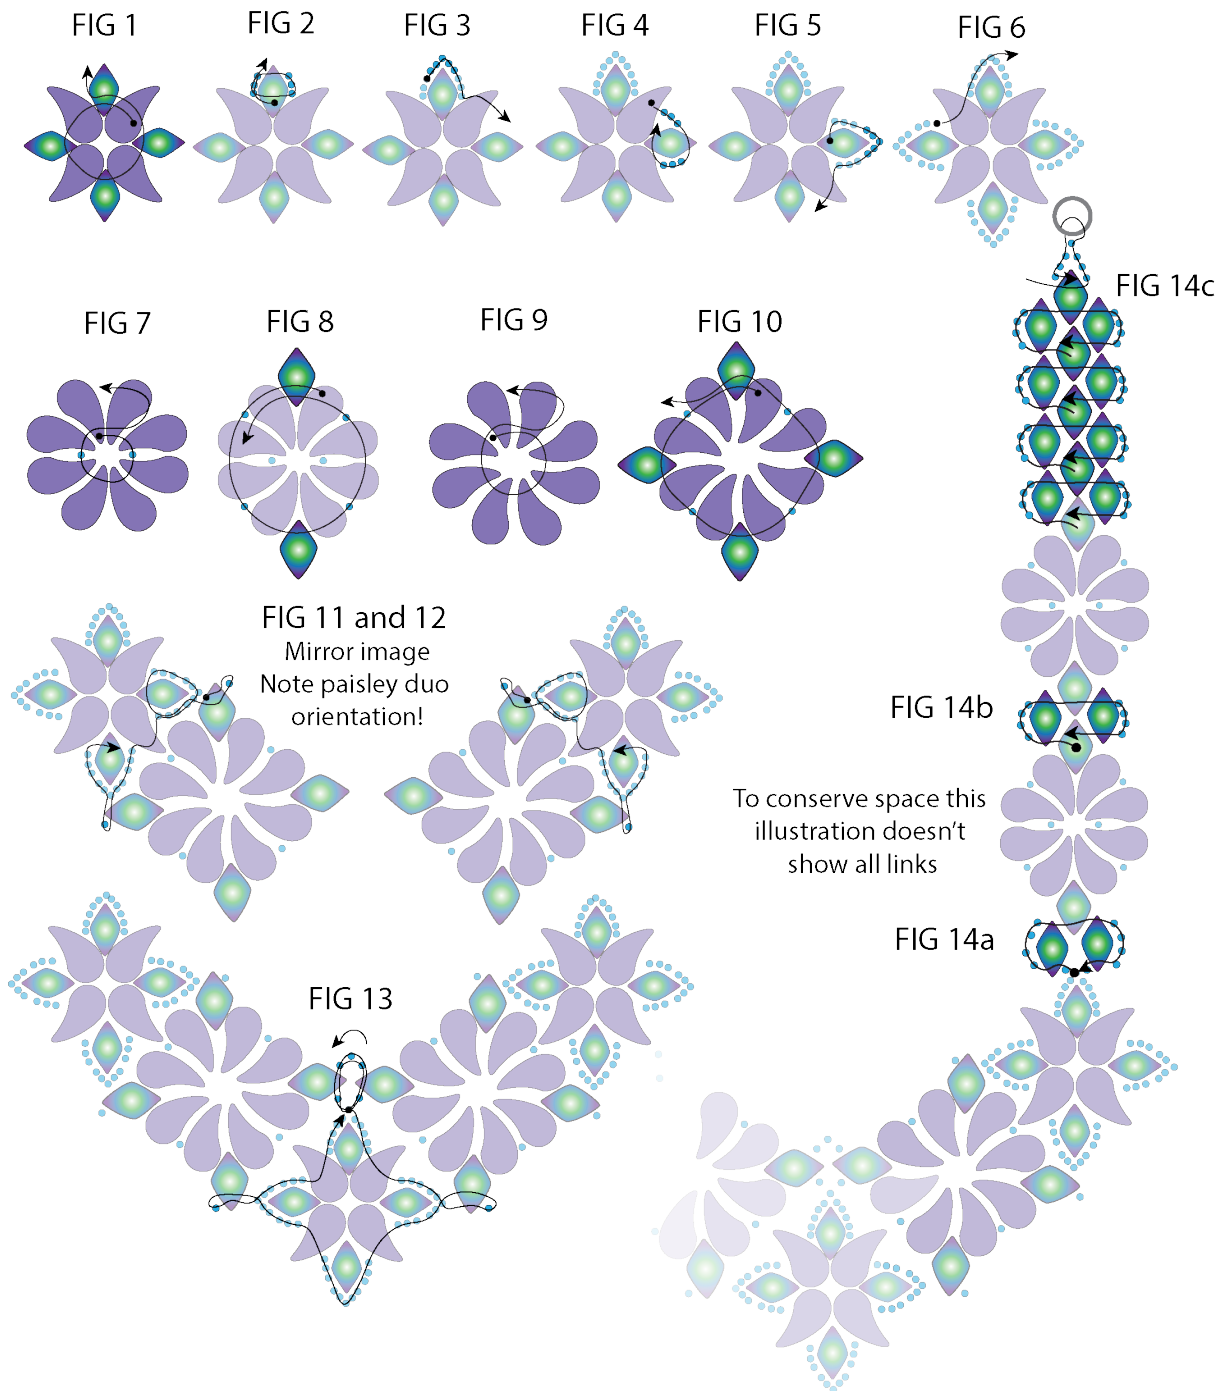 FIG 1
FIG 2
FIG 3
FIG 4
FIG 5
FIG 6
FIG 14c
FIG 7
FIG 8
FIG 9
FIG 10
FIG 11 and 12
Mirror image
Note paisley duo
orientation!
FIG 14b
To conserve space this
illustration doesn't
show all links
FIG 14a
FIG 13